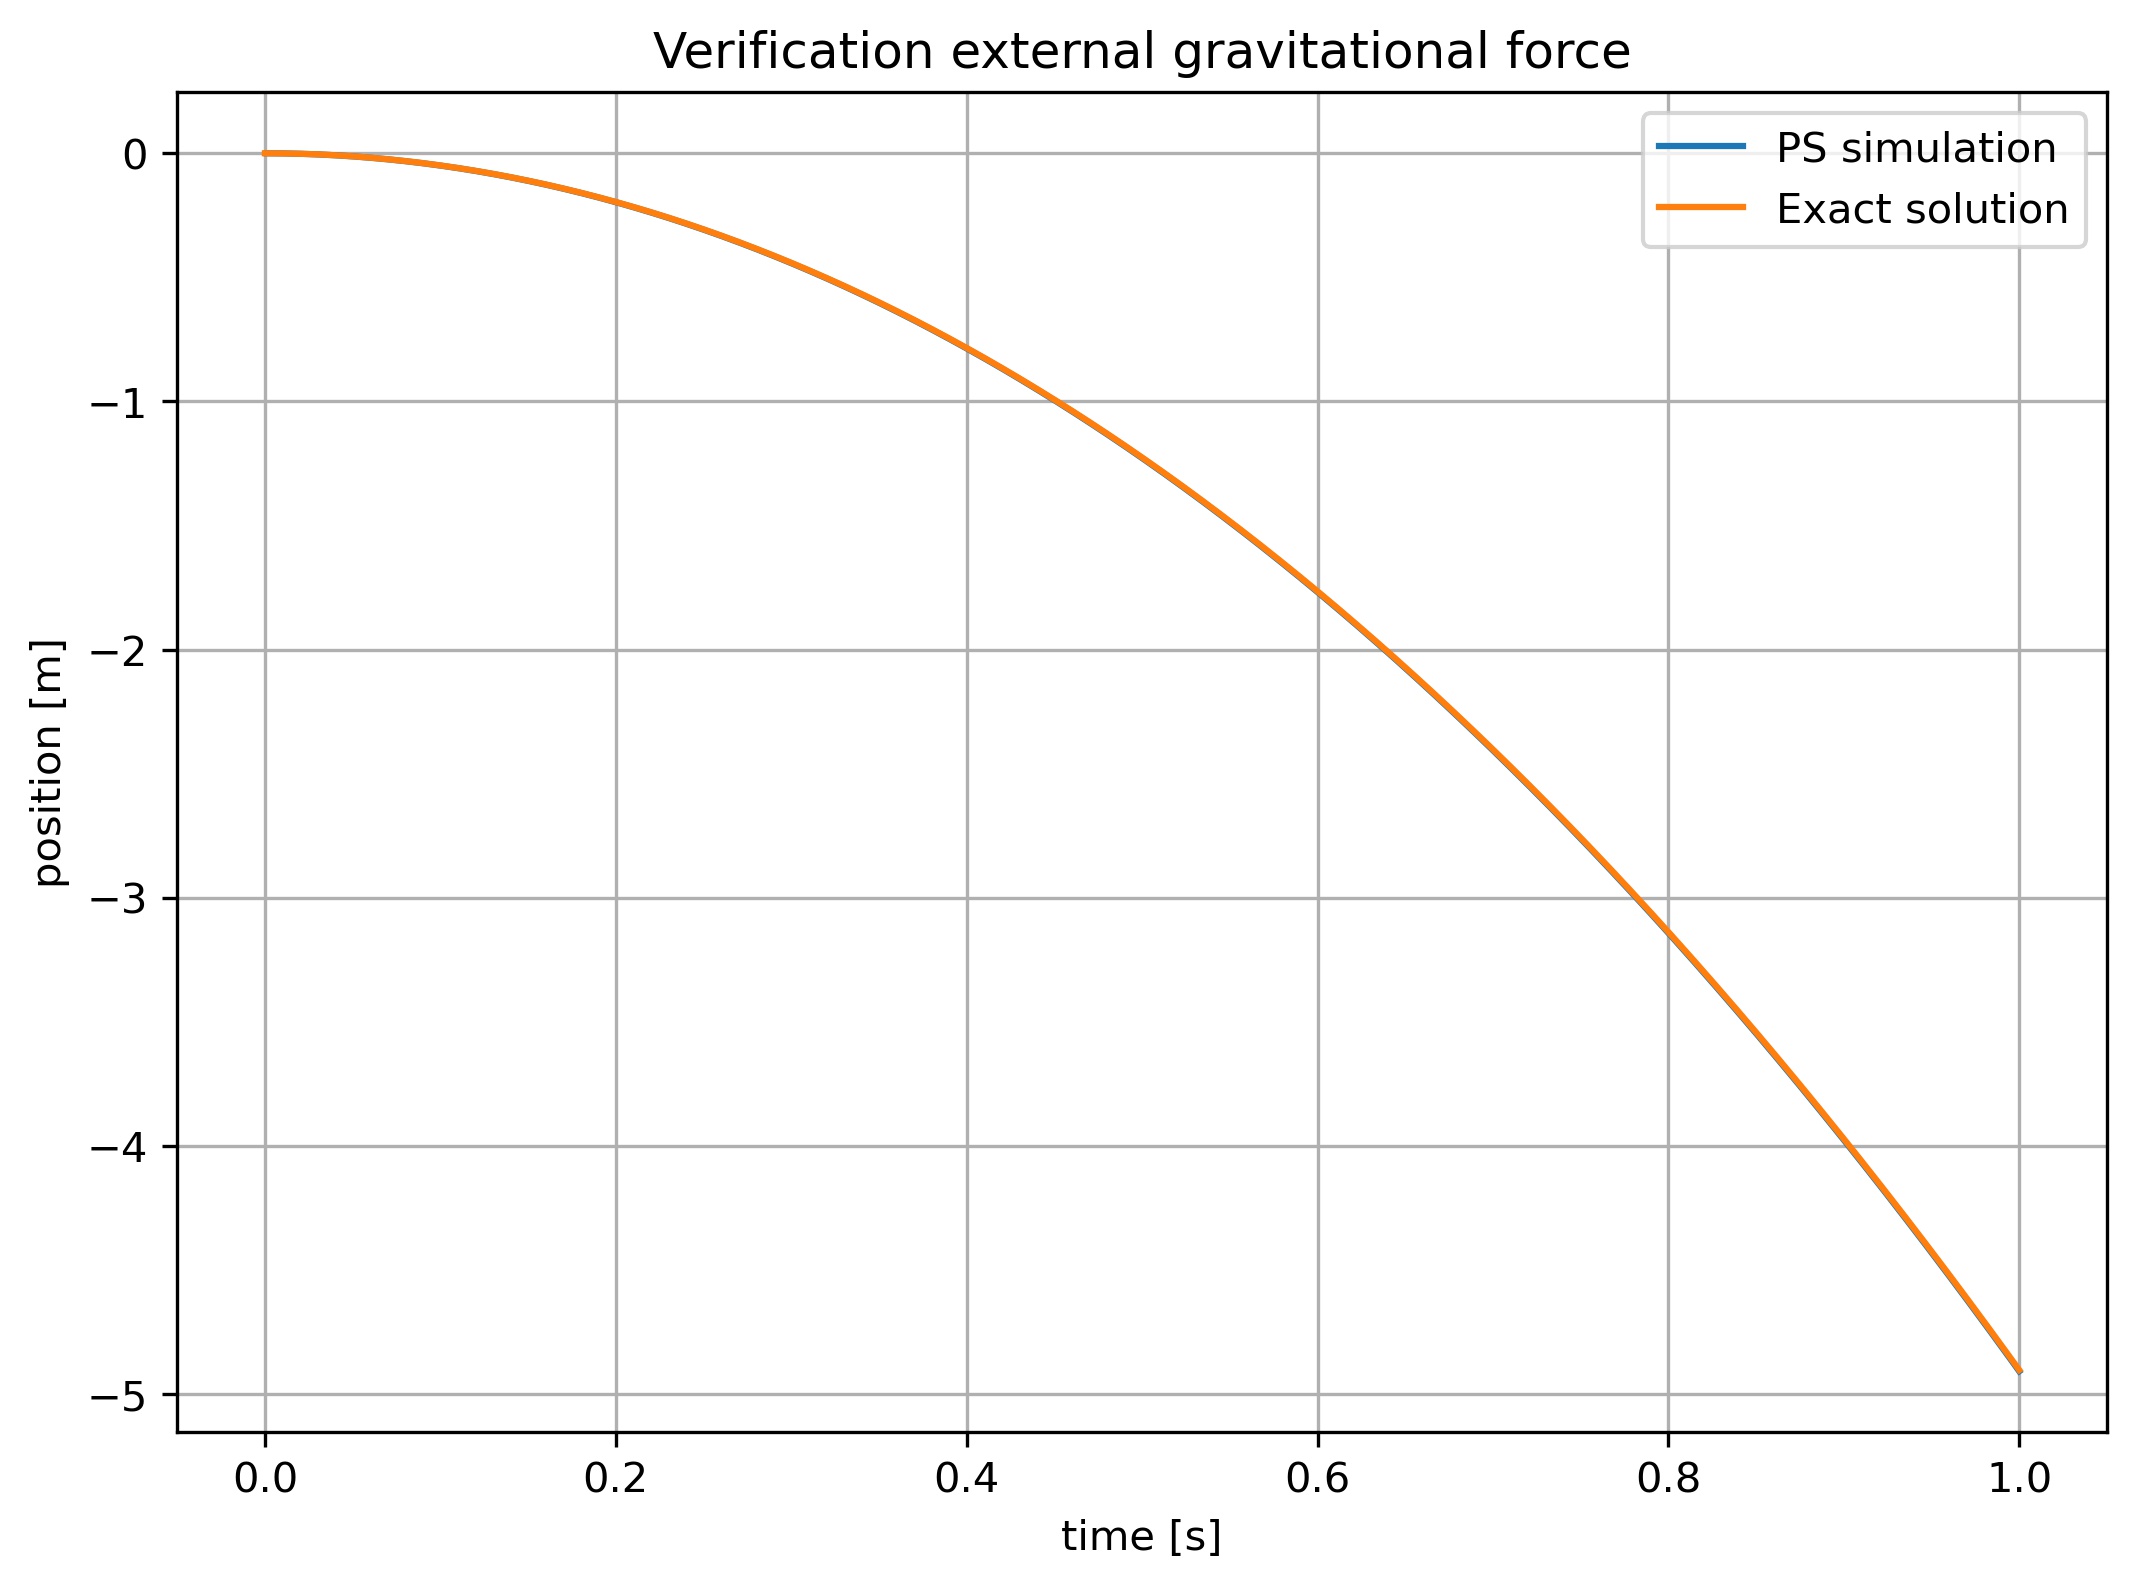 Verification external gravitational force
PS simulation
Exact solution
0
−1
−2
−3
−4
−5
position [m]
0.0 0.2 0.4 0.6 0.8 1.0
time [s]